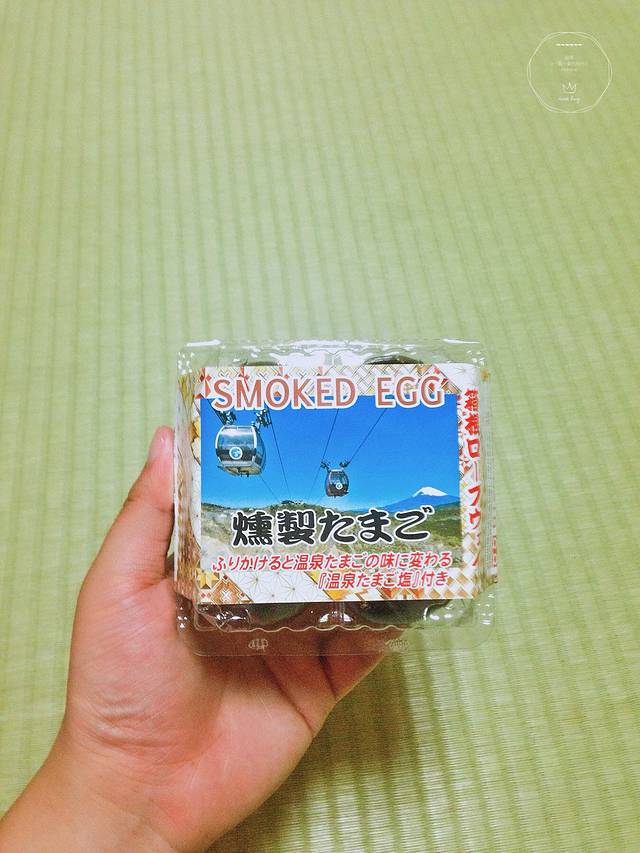 SMOKED EGG
箱根ロープウェイ
燻製たまご
ふりかけると温泉たまごの味に変わる
『温泉たまご塩』付き